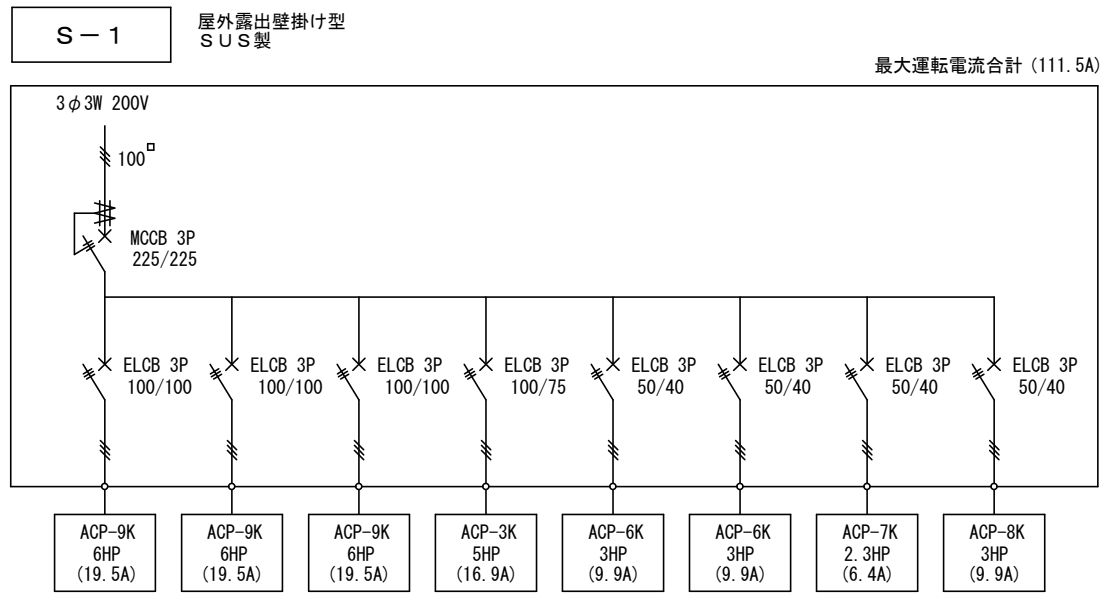 S－1
屋外露出壁掛け型
SUS製
最大運転電流合計 (111.5A)
3φ3W 200V
100□
MCCB 3P
225/225
ELCB 3P
100/100
ELCB 3P
100/100
ELCB 3P
100/100
ELCB 3P
100/75
ELCB 3P
50/40
ELCB 3P
50/40
ELCB 3P
50/40
ELCB 3P
50/40
ACP-9K
6HP
(19.5A)
ACP-9K
6HP
(19.5A)
ACP-9K
6HP
(19.5A)
ACP-3K
5HP
(16.9A)
ACP-6K
3HP
(9.9A)
ACP-6K
3HP
(9.9A)
ACP-7K
2.3HP
(6.4A)
ACP-8K
3HP
(9.9A)